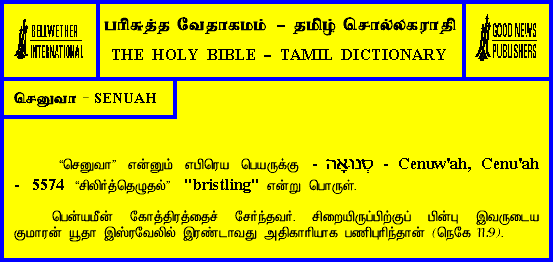 BELLWETHER
INTERNATIONAL
பரிசுத்த வேதாகமம் – தமிழ் சொல்லகராதி
THE HOLY BIBLE – TAMIL DICTIONARY
GOOD NEWS
PUBLISHERS
செனுவா – SENUAH
“செனுவா” என்னும் எபிரெய பெயருக்கு - סְנוּאָה - Cenuw'ah, Cenu'ah
- 5574 “சிலிர்த்தெழுதல்” "bristling" என்று பொருள்.
பென்யமீன் கோத்திரத்தைச் சேர்ந்தவர். சிறையிருப்பிற்குப் பின்பு இவருடைய
குமாரன் யூதா இஸ்ரவேலில் இரண்டாவது அதிகாரியாக பணிபுரிந்தான் (நெகே 11:9).